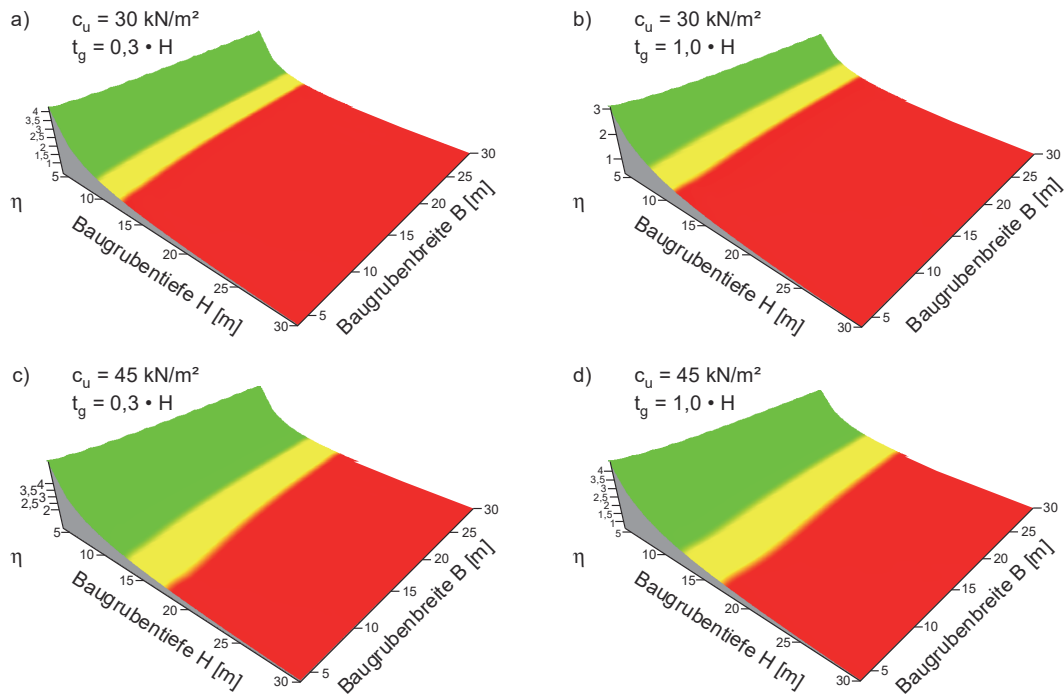 a)
c_u = 30 kN/m²
t_g = 0,3 • H
4
3,5
3
2,5
2
1,5
1
η
5
10
15
20
25
30
Baugrubentiefe H [m]
5
10
15
20
25
30
Baugrubenbreite B [m]
b)
c_u = 30 kN/m²
t_g = 1,0 • H
3
2
1
η
5
10
15
20
25
30
Baugrubentiefe H [m]
5
10
15
20
25
30
Baugrubenbreite B [m]
c)
c_u = 45 kN/m²
t_g = 0,3 • H
4
3,5
3
2,5
2
η
5
10
15
20
25
30
Baugrubentiefe H [m]
5
10
15
20
25
30
Baugrubenbreite B [m]
d)
c_u = 45 kN/m²
t_g = 1,0 • H
4
3,5
3
2,5
2
1,5
1
η
5
10
15
20
25
30
Baugrubentiefe H [m]
5
10
15
20
25
30
Baugrubenbreite B [m]